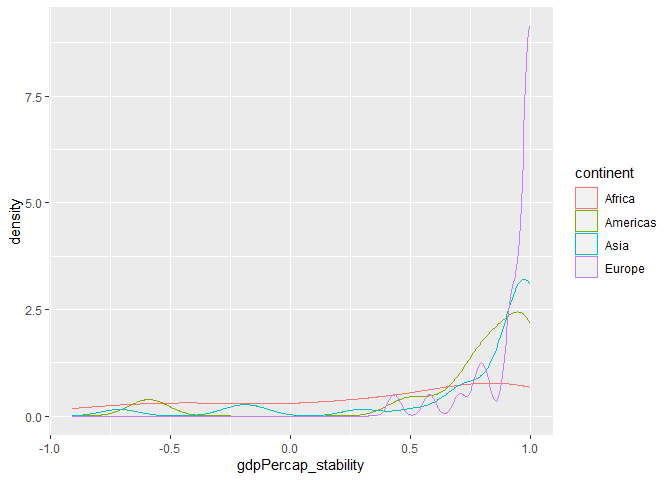 7.5
5.0
2.5
0.0
density
-1.0
-0.5
0.0
0.5
1.0
gdpPercap_stability
continent
Africa
Americas
Asia
Europe